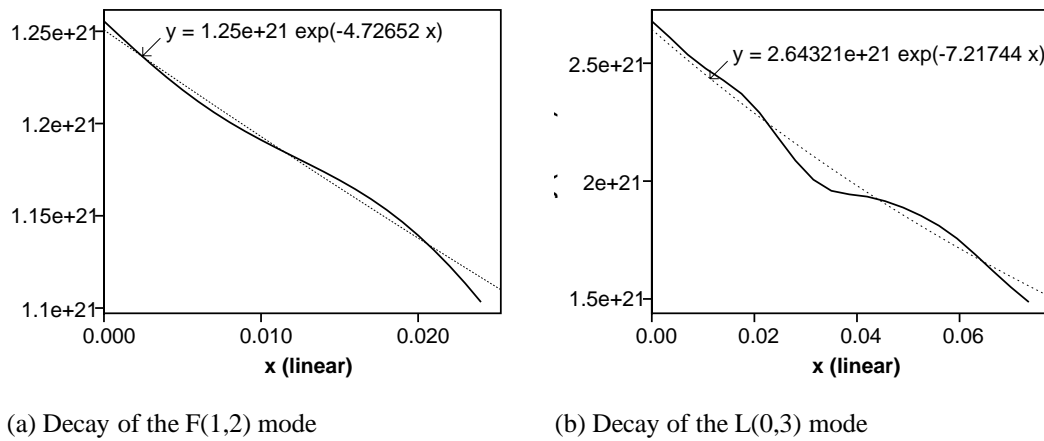 1.25e+21
y = 1.25e+21 exp(-4.72652 x)
1.2e+21
1.15e+21
1.1e+21
0.000
0.010
0.020
x (linear)
2.5e+21
y = 2.64321e+21 exp(-7.21744 x)
2e+21
1.5e+21
0.00
0.02
0.04
0.06
x (linear)
(a) Decay of the F(1,2) mode
(b) Decay of the L(0,3) mode